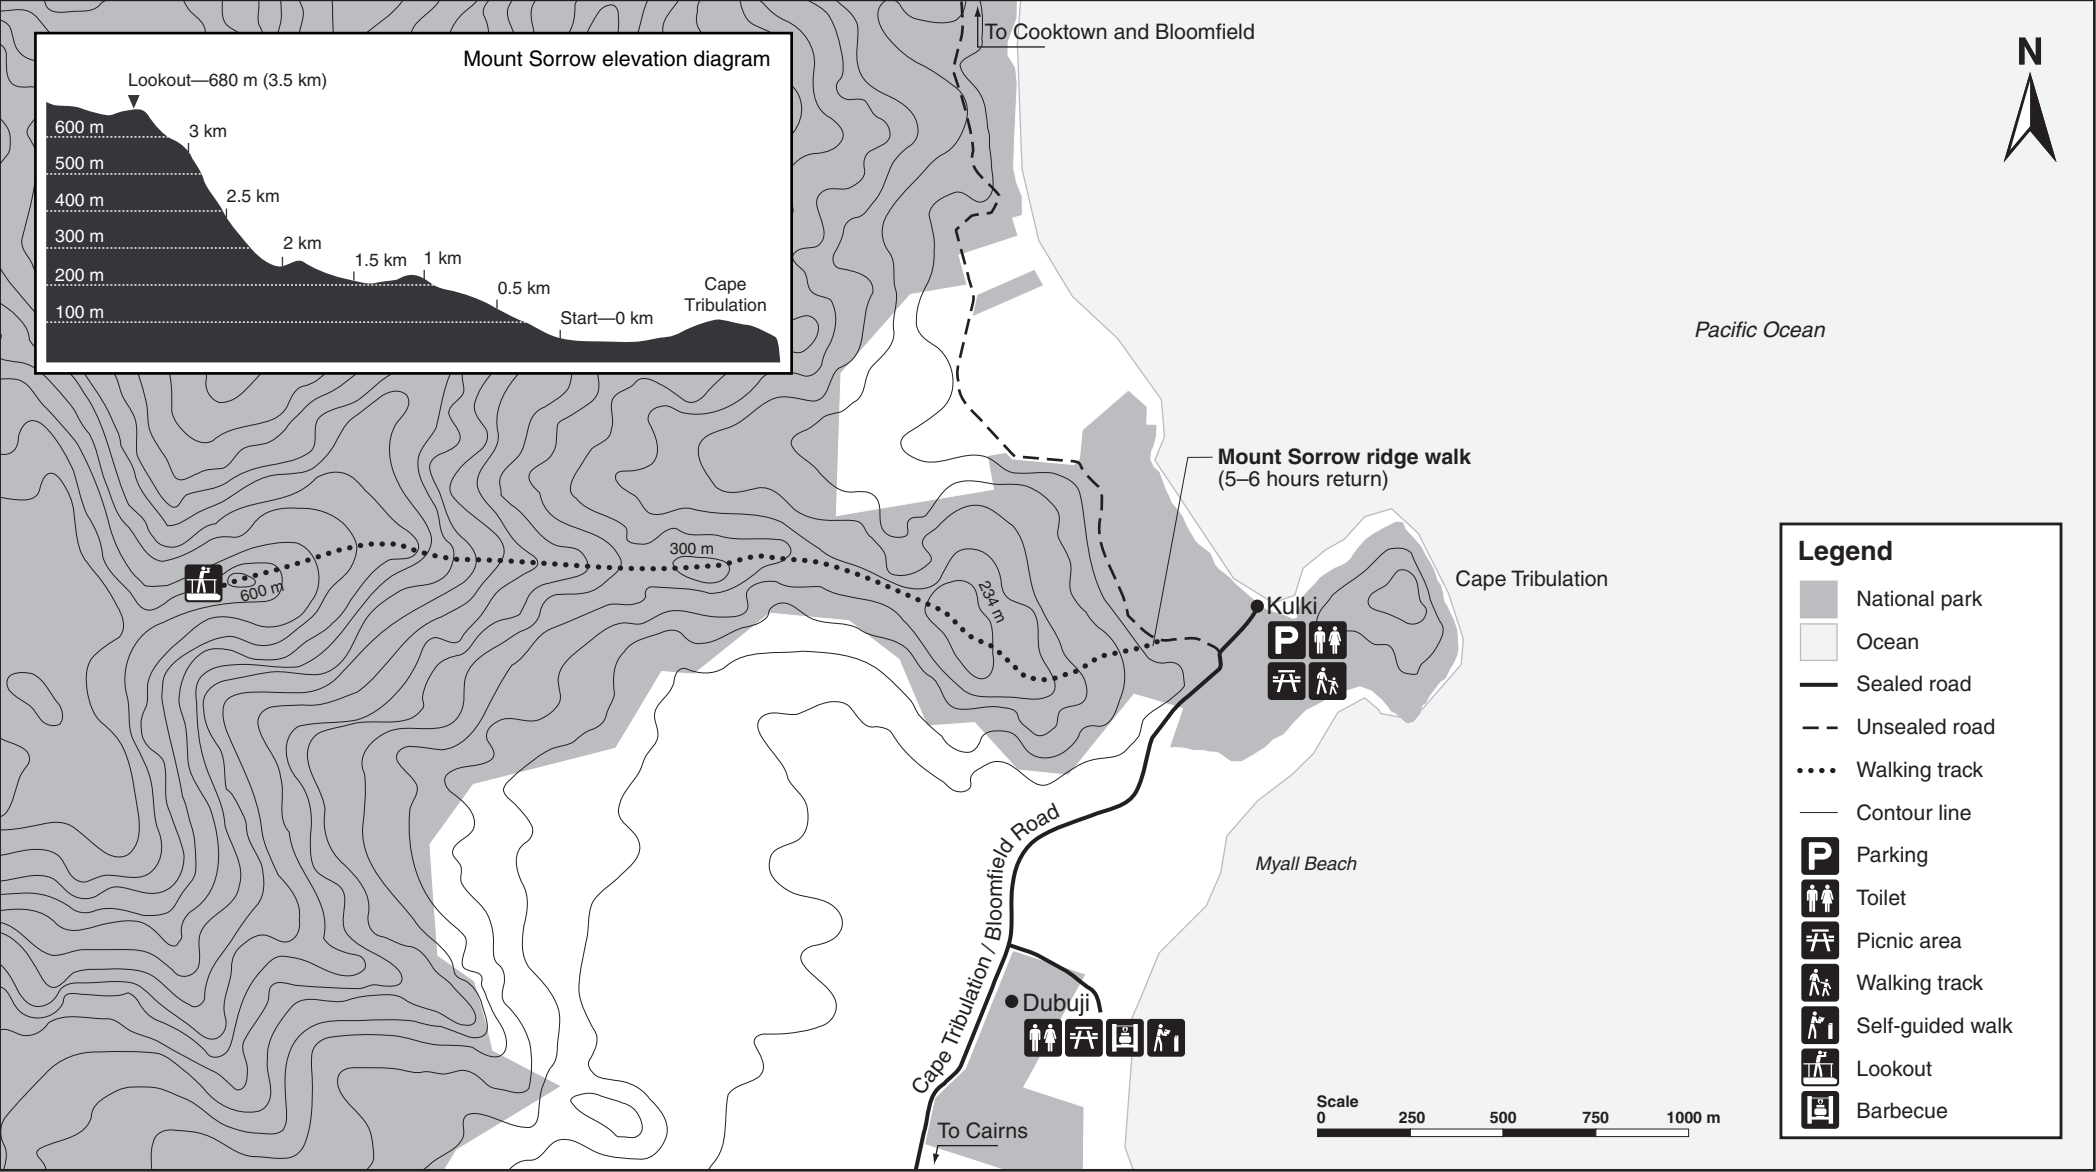 To Cooktown and Bloomfield
N
Mount Sorrow elevation diagram
Lookout—680 m (3.5 km)
600 m
3 km
500 m
2.5 km
400 m
300 m
2 km
1.5 km
1 km
200 m
0.5 km
Cape
Tribulation
100 m
Start—0 km
Pacific Ocean
Mount Sorrow ridge walk
(5–6 hours return)
300 m
600 m
234 m
Cape Tribulation
Kulki
P
Myall Beach
Cape Tribulation / Bloomfield Road
Dubuji
To Cairns
Scale
0 250 500 750 1000 m
Legend
National park
Ocean
Sealed road
Unsealed road
Walking track
Contour line
P Parking
Toilet
Picnic area
Walking track
Self-guided walk
Lookout
Barbecue